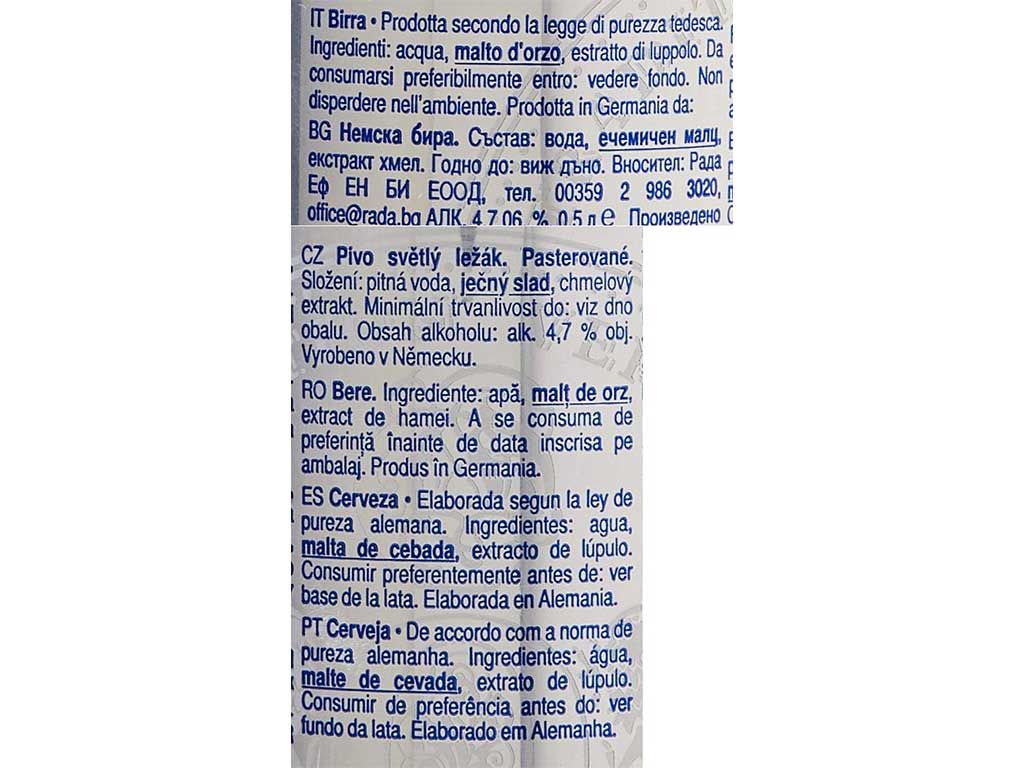 IT Birra • Prodotta secondo la legge di purezza tedesca.
Ingredienti: acqua, malto d'orzo, estratto di luppolo. Da
consumarsi preferibilmente entro: vedere fondo. Non
disperdere nell'ambiente. Prodotta in Germania da:
BG Немска бира. Състав: вода, ечемичен малц,
екстракт хмел. Годно до: виж дъно. Вносител: Рада
Еф ЕН БИ ЕООД, тел. 00359 2 986 3020,
office@rada.bg АЛК. 4,7 06. % 0,5 л e Произведено
CZ Pivo světlý ležák. Pasterované.
Složení: pitná voda, ječný slad, chmelový
extrakt. Minimální trvanlivost do: viz dno
obalu. Obsah alkoholu: alk. 4,7 % obj.
Vyrobeno v Německu.
RO Bere. Ingrediente: apă, malț de orz,
extract de hamei. A se consuma de
preferință înainte de data inscrisa pe
ambalaj. Produs în Germania.
ES Cerveza • Elaborada segun la ley de
pureza alemana. Ingredientes: agua,
malta de cebada, extracto de lúpulo.
Consumir preferentemente antes de: ver
base de la lata. Elaborada en Alemania.
PT Cerveja • De accordo com a norma de
pureza alemanha. Ingredientes: água,
malte de cevada, extrato de lúpulo.
Consumir de preferência antes do: ver
fundo da lata. Elaborado em Alemanha.